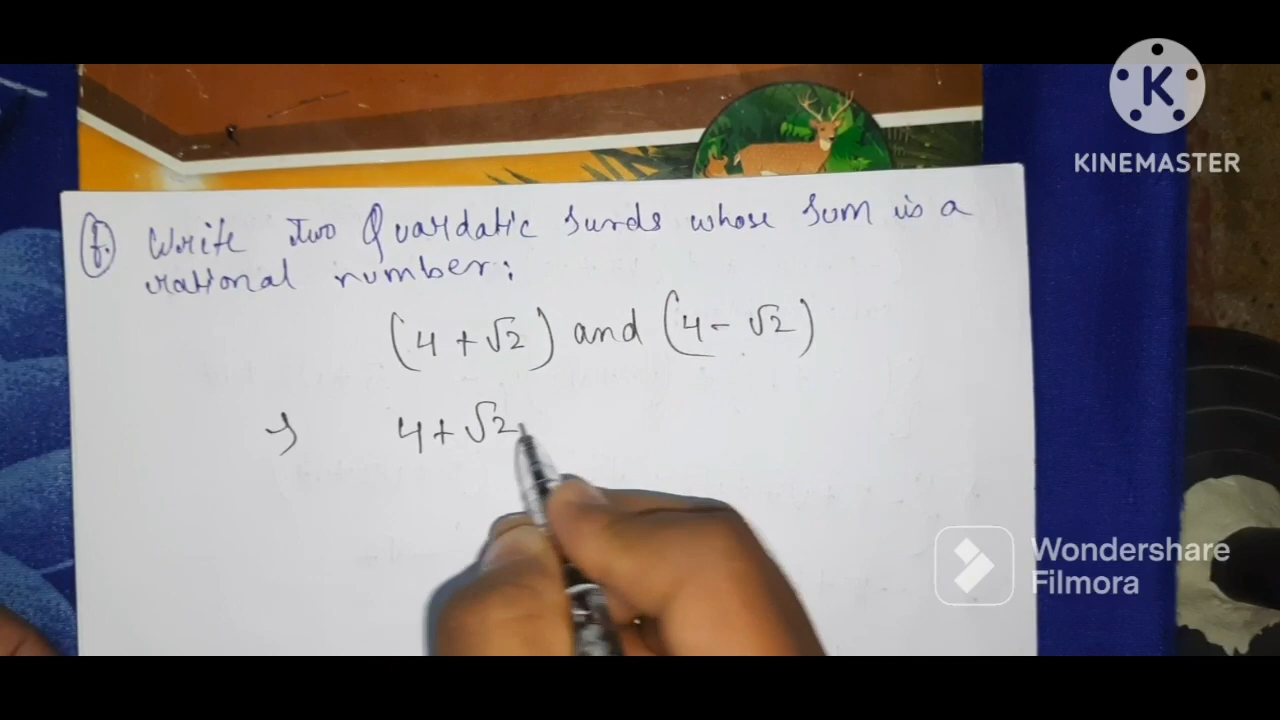 K
KINEMASTER
f. Write two Quardatic surds whose sum is a
rational number:
(4 + √2) and (4 - √2)
⇒ 4 + √2
Wondershare
Filmora